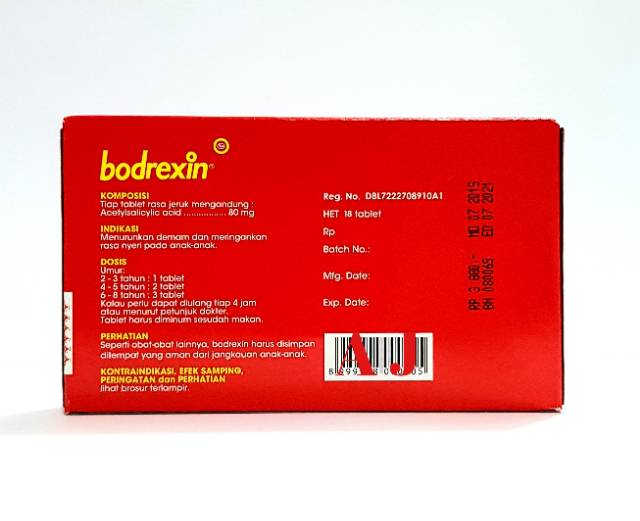 bodrexin®
KOMPOSISI
Tiap tablet rasa jeruk mengandung :
Acetylsalicylic acid ................. 80 mg
INDIKASI
Menurunkan demam dan meringankan
rasa nyeri pada anak-anak.
DOSIS
Umur:
2 - 3 tahun : 1 tablet
4 - 5 tahun : 2 tablet
6 - 8 tahun : 3 tablet
Kalau perlu dapat diulang tiap 4 jam
atau menurut petunjuk dokter.
Tablet harus diminum sesudah makan.
PERHATIAN
Seperti obat-obat lainnya, bodrexin harus disimpan
ditempat yang aman dari jangkauan anak-anak.
KONTRAINDIKASI, EFEK SAMPING,
PERINGATAN dan PERHATIAN
lihat brosur terlampir.
Reg. No. DBL7222708910A1
HET 18 tablet
Rp
Batch No.:
Mfg. Date:
Exp. Date:
RP 3.880,- MD 07 2019
BN 080065 ED 07 2021
A J